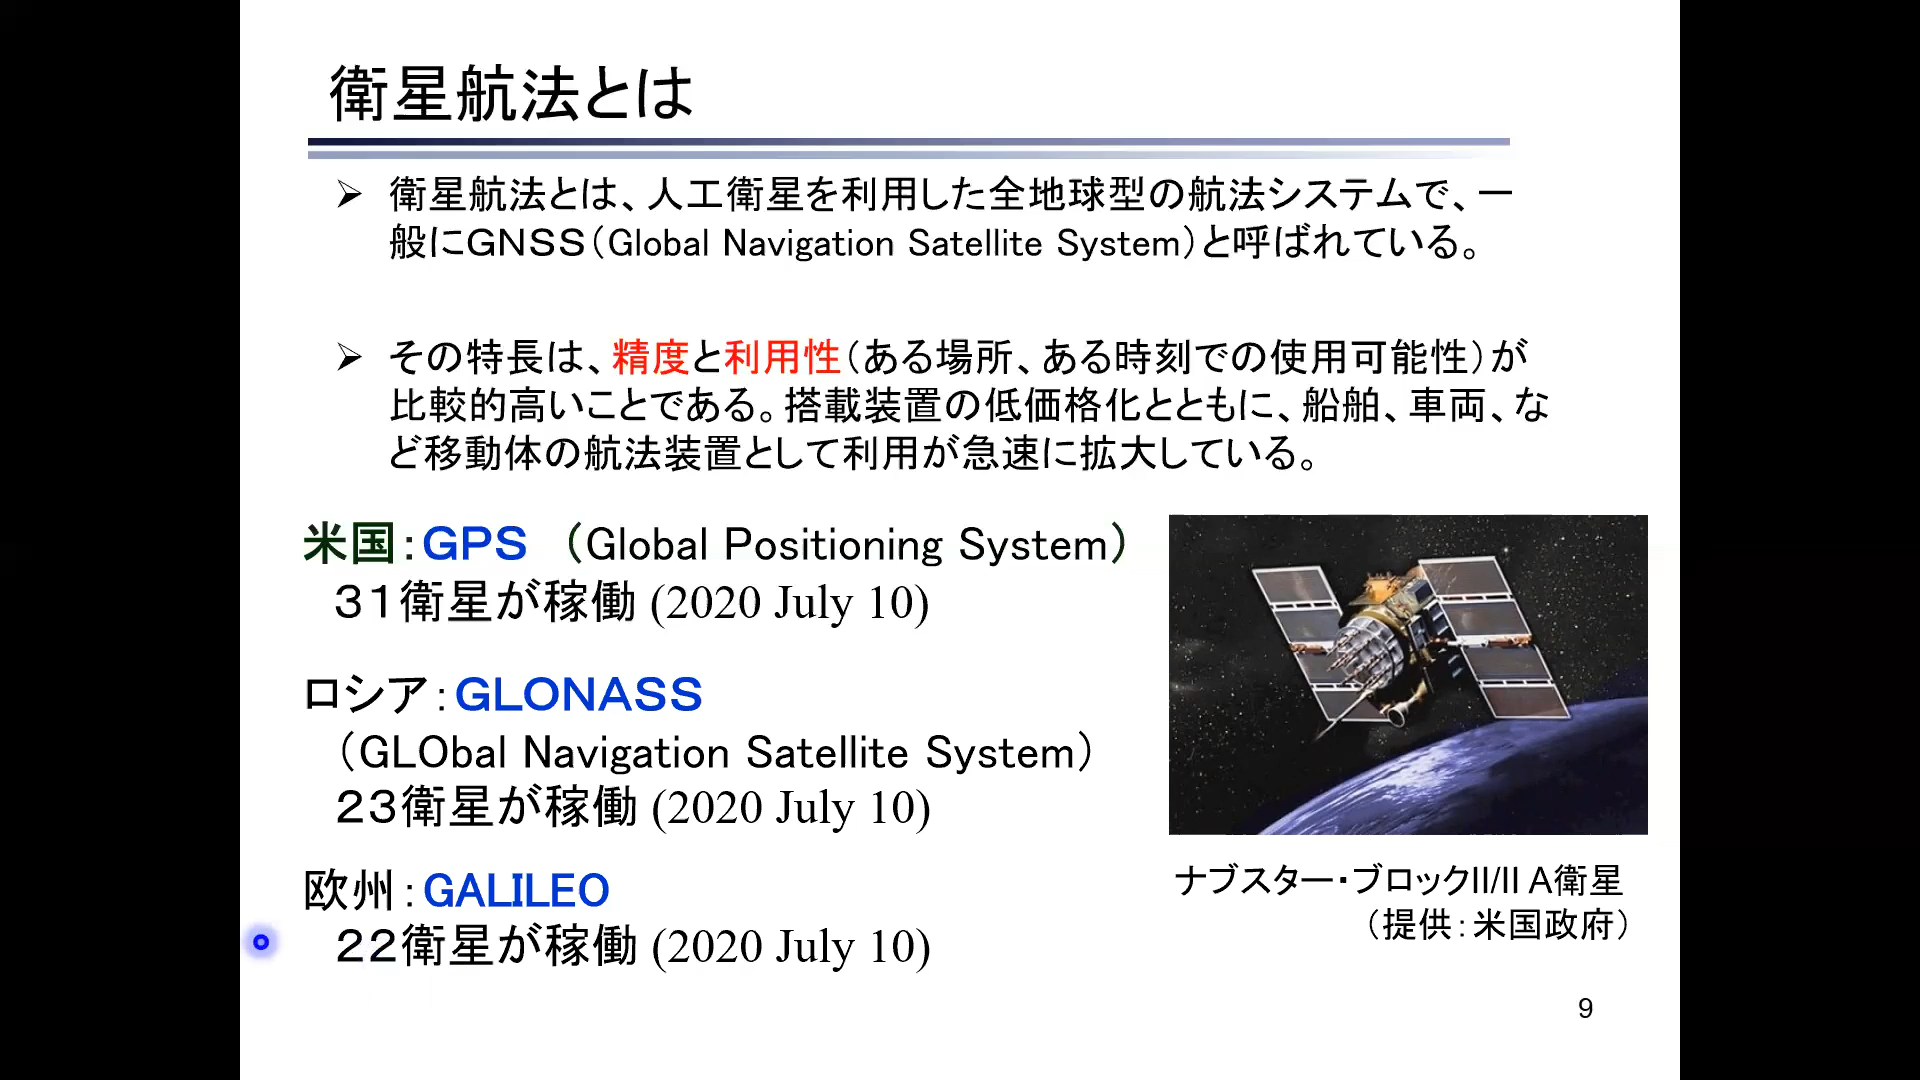 衛星航法とは
➢ 衛星航法とは、人工衛星を利用した全地球型の航法システムで、一
般にＧＮＳＳ（Global Navigation Satellite System）と呼ばれている。
➢ その特長は、精度と利用性（ある場所、ある時刻での使用可能性）が
比較的高いことである。搭載装置の低価格化とともに、船舶、車両、な
ど移動体の航法装置として利用が急速に拡大している。
米国：GPS （Global Positioning System）
３１衛星が稼働 (2020 July 10)
ロシア：GLONASS
（GLObal Navigation Satellite System）
２３衛星が稼働 (2020 July 10)
欧州：GALILEO
２２衛星が稼働 (2020 July 10)
ナブスター・ブロックII/II A衛星
（提供：米国政府）
9